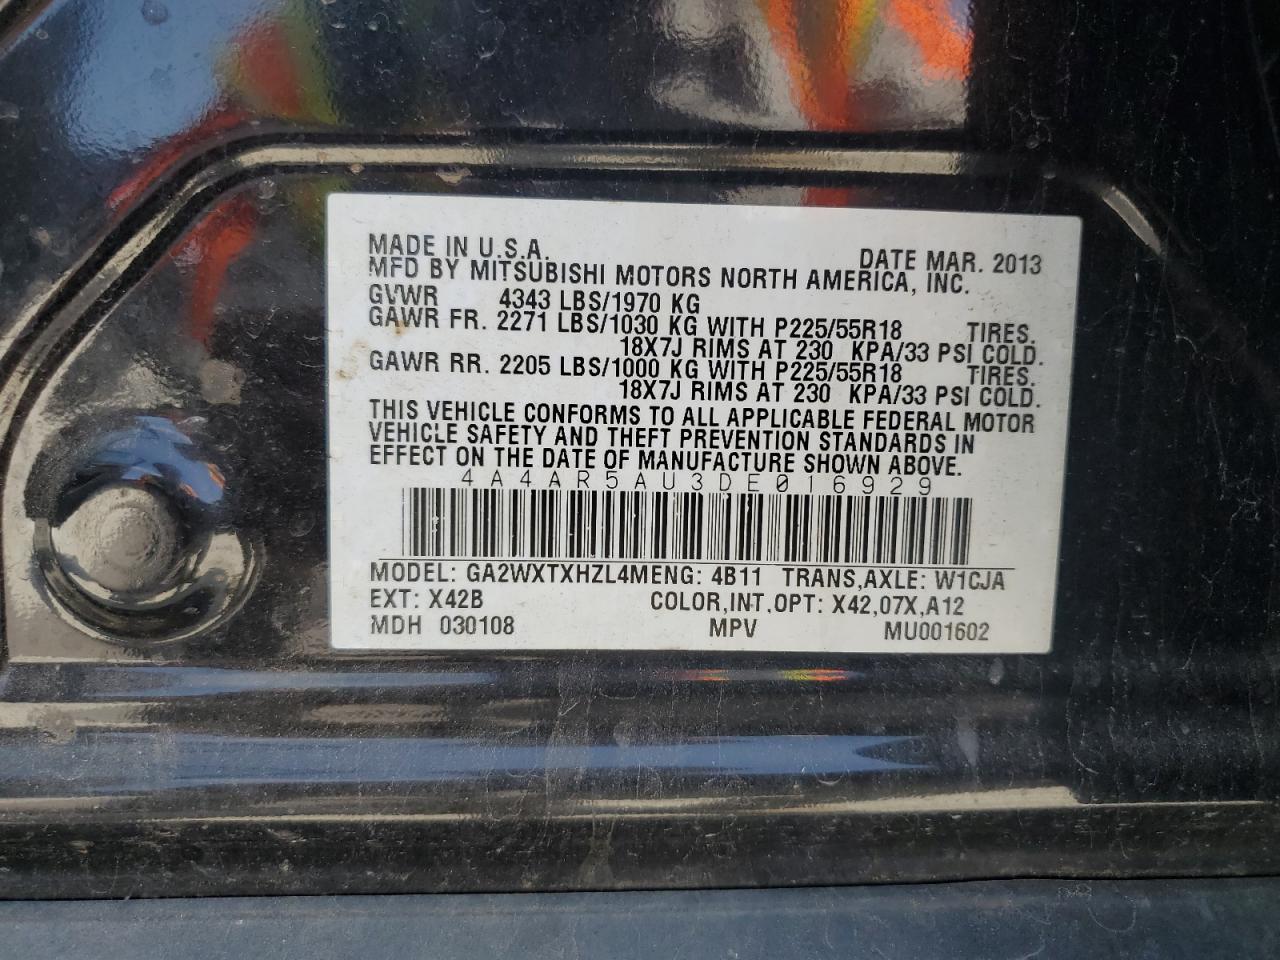 MADE IN U.S.A. DATE MAR. 2013
MFD BY MITSUBISHI MOTORS NORTH AMERICA, INC.
GVWR 4343 LBS/1970 KG
GAWR FR. 2271 LBS/1030 KG WITH P225/55R18 TIRES.
18X7J RIMS AT 230 KPA/33 PSI COLD.
GAWR RR. 2205 LBS/1000 KG WITH P225/55R18 TIRES.
18X7J RIMS AT 230 KPA/33 PSI COLD.
THIS VEHICLE CONFORMS TO ALL APPLICABLE FEDERAL MOTOR
VEHICLE SAFETY AND THEFT PREVENTION STANDARDS IN
EFFECT ON THE DATE OF MANUFACTURE SHOWN ABOVE.
4A4AR5AU3DE016929
MODEL: GA2WXTXHZL4MENG: 4B11 TRANS,AXLE: W1CJA
EXT: X42B COLOR,INT,OPT: X42,07X,A12
MDH 030108 MPV MU001602